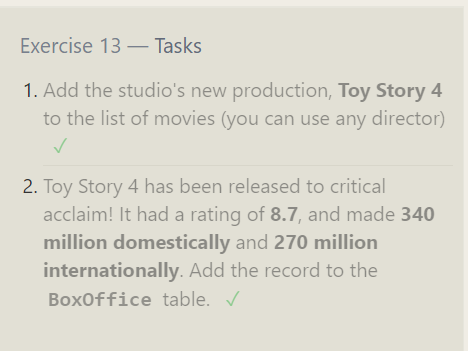 Exercise 13 — Tasks
1. Add the studio's new production, Toy Story 4
to the list of movies (you can use any director)
✓
2. Toy Story 4 has been released to critical
acclaim! It had a rating of 8.7, and made 340
million domestically and 270 million
internationally. Add the record to the
BoxOffice table. ✓